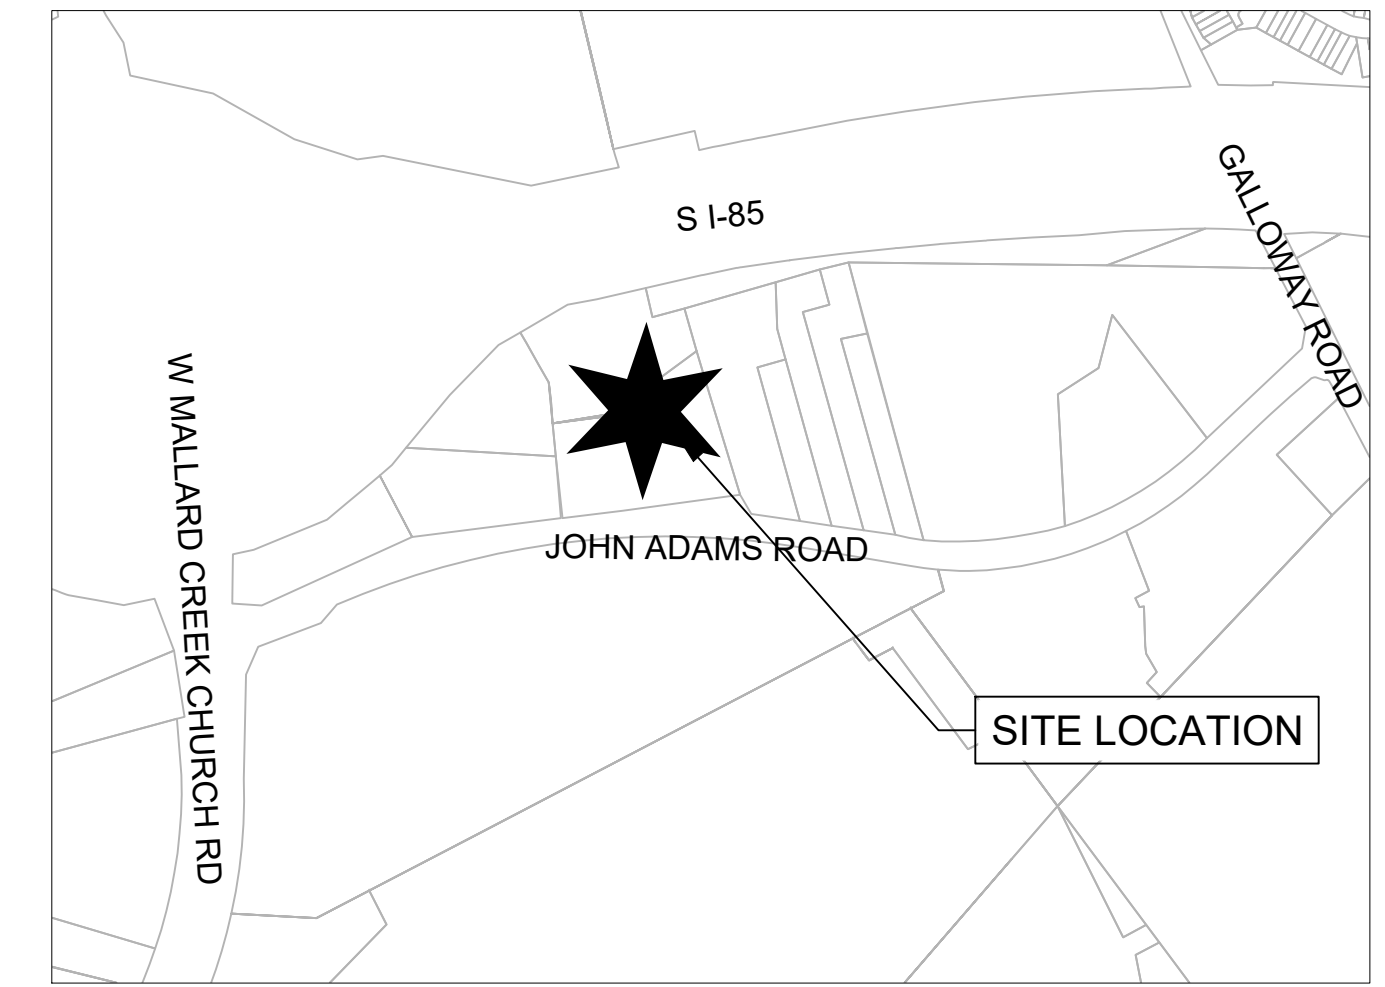 S I-85
GALLOWAY ROAD
W MALLARD CREEK CHURCH RD
JOHN ADAMS ROAD
SITE LOCATION